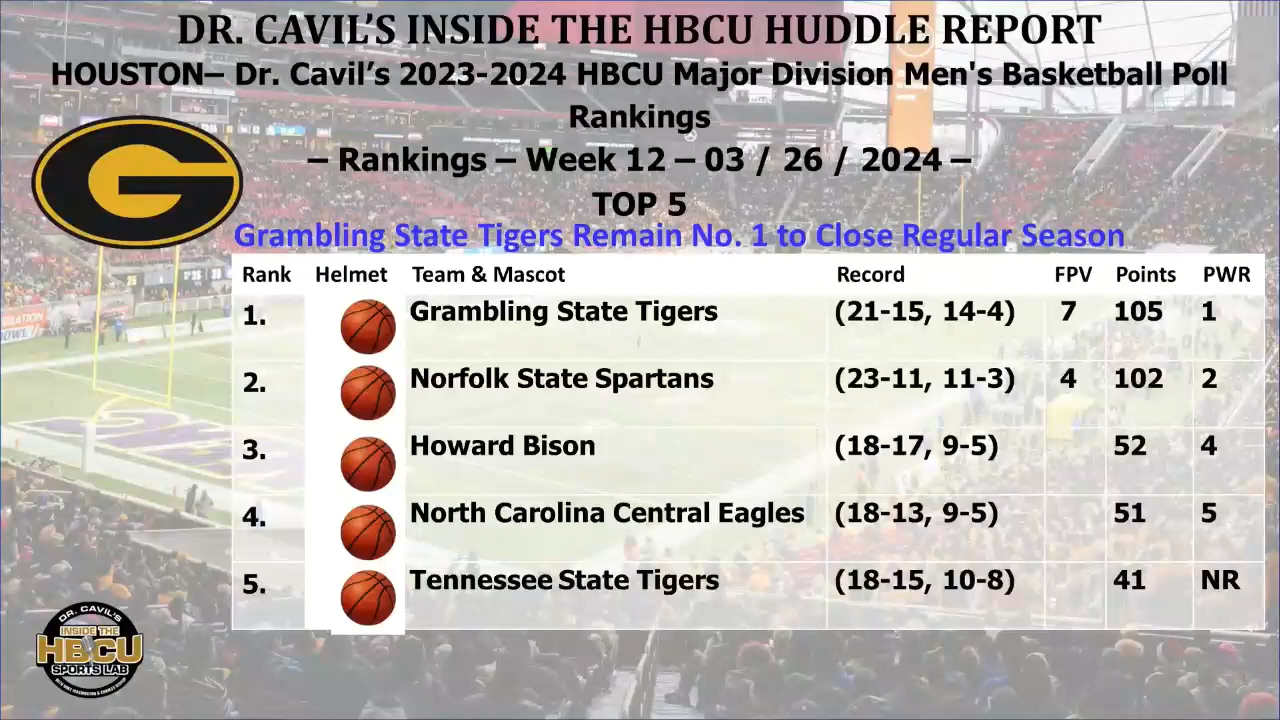 DR. CAVIL’S INSIDE THE HBCU HUDDLE REPORT
HOUSTON– Dr. Cavil’s 2023-2024 HBCU Major Division Men's Basketball Poll
Rankings
– Rankings – Week 12 – 03 / 26 / 2024 –
TOP 5
Grambling State Tigers Remain No. 1 to Close Regular Season
Rank Helmet Team & Mascot Record FPV Points PWR
1. Grambling State Tigers (21-15, 14-4) 7 105 1
2. Norfolk State Spartans (23-11, 11-3) 4 102 2
3. Howard Bison (18-17, 9-5) 52 4
4. North Carolina Central Eagles (18-13, 9-5) 51 5
5. Tennessee State Tigers (18-15, 10-8) 41 NR
G
DR. CAVIL'S
INSIDE THE
HBCU
SPORTS LAB